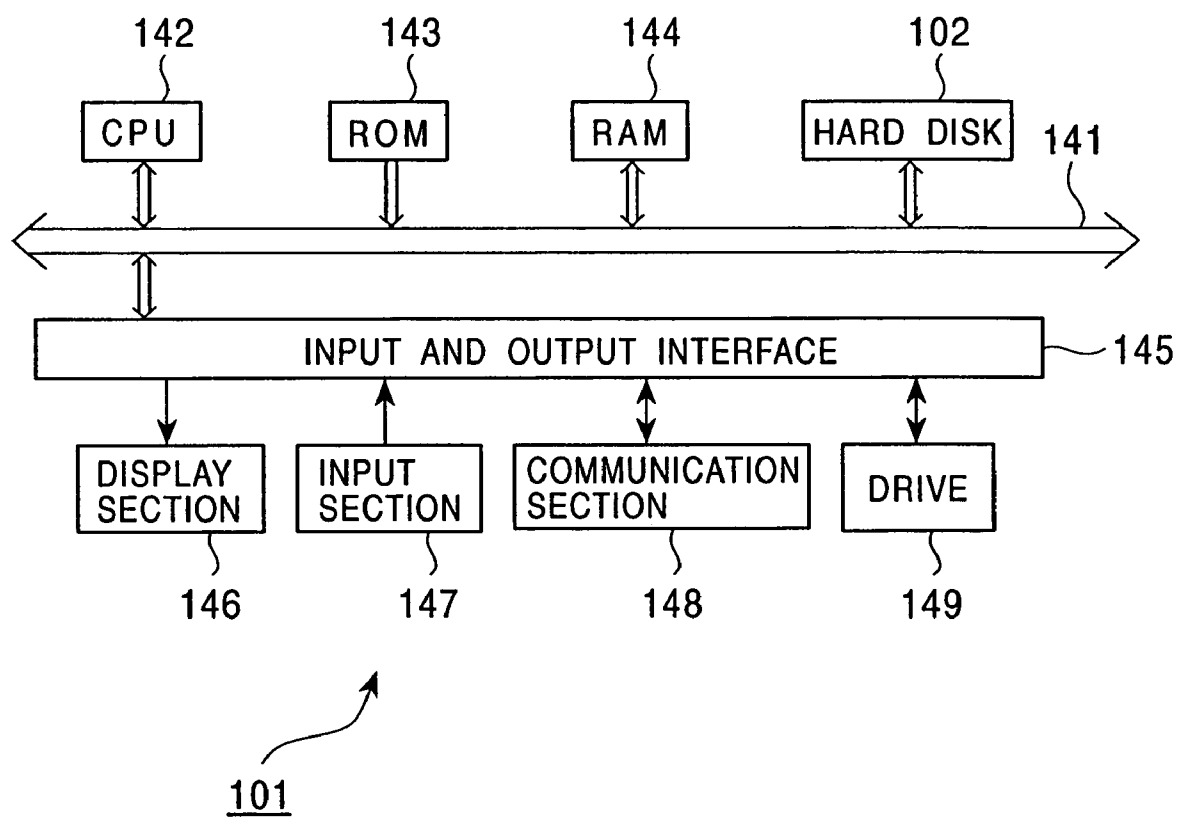 142
143
144
102
CPU
ROM
RAM
HARD DISK
141
INPUT AND OUTPUT INTERFACE
145
DISPLAY
SECTION
INPUT
SECTION
COMMUNICATION
SECTION
DRIVE
146
147
148
149
101